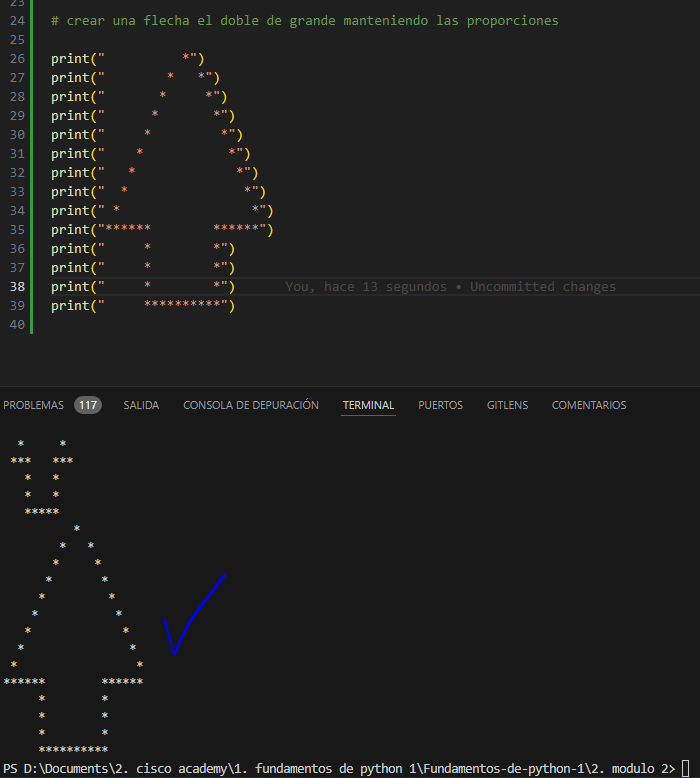 23
24 # crear una flecha el doble de grande manteniendo las proporciones
25
26 print("          *")
27 print("        *   *")
28 print("       *     *")
29 print("      *       *")
30 print("     *         *")
31 print("    *           *")
32 print("   *             *")
33 print("  *               *")
34 print(" *                 *")
35 print("******        ******")
36 print("     *        *")
37 print("     *        *")
38 print("     *        *") You, hace 13 segundos • Uncommitted changes
39 print("     **********")
40
PROBLEMAS 117 SALIDA CONSOLA DE DEPURACIÓN TERMINAL PUERTOS GITLENS COMENTARIOS
  *     *
 ***   ***
   *   *
   *   *
   *****
          *
        *   *
       *     *
      *       *
     *         *
    *           *
   *             *
  *               *
 *                 *
******        ******
     *        *
     *        *
     *        *
     **********
PS D:\Documents\2. cisco academy\1. fundamentos de python 1\Fundamentos-de-python-1\2. modulo 2>